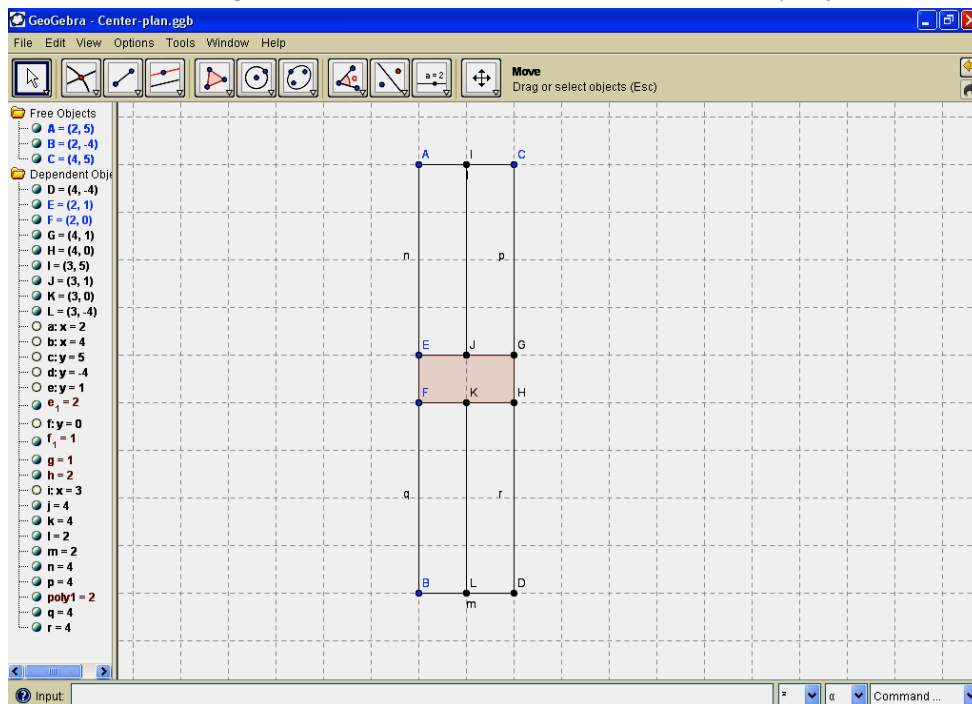 GeoGebra - Center-plan.ggb
File Edit View Options Tools Window Help
α
a=2
Move
Drag or select objects (Esc)
Free Objects
A = (2, 5)
B = (2, -4)
C = (4, 5)
Dependent Obje
D = (4, -4)
E = (2, 1)
F = (2, 0)
G = (4, 1)
H = (4, 0)
I = (3, 5)
J = (3, 1)
K = (3, 0)
L = (3, -4)
a: x = 2
b: x = 4
c: y = 5
d: y = -4
e: y = 1
e₁ = 2
f: y = 0
f₁ = 1
g = 1
h = 2
i: x = 3
j = 4
k = 4
l = 2
m = 2
n = 4
p = 4
poly1 = 2
q = 4
r = 4
A I C
l
n p
E J G
F K H
q r
B L D
m
Input:
² α Command ...